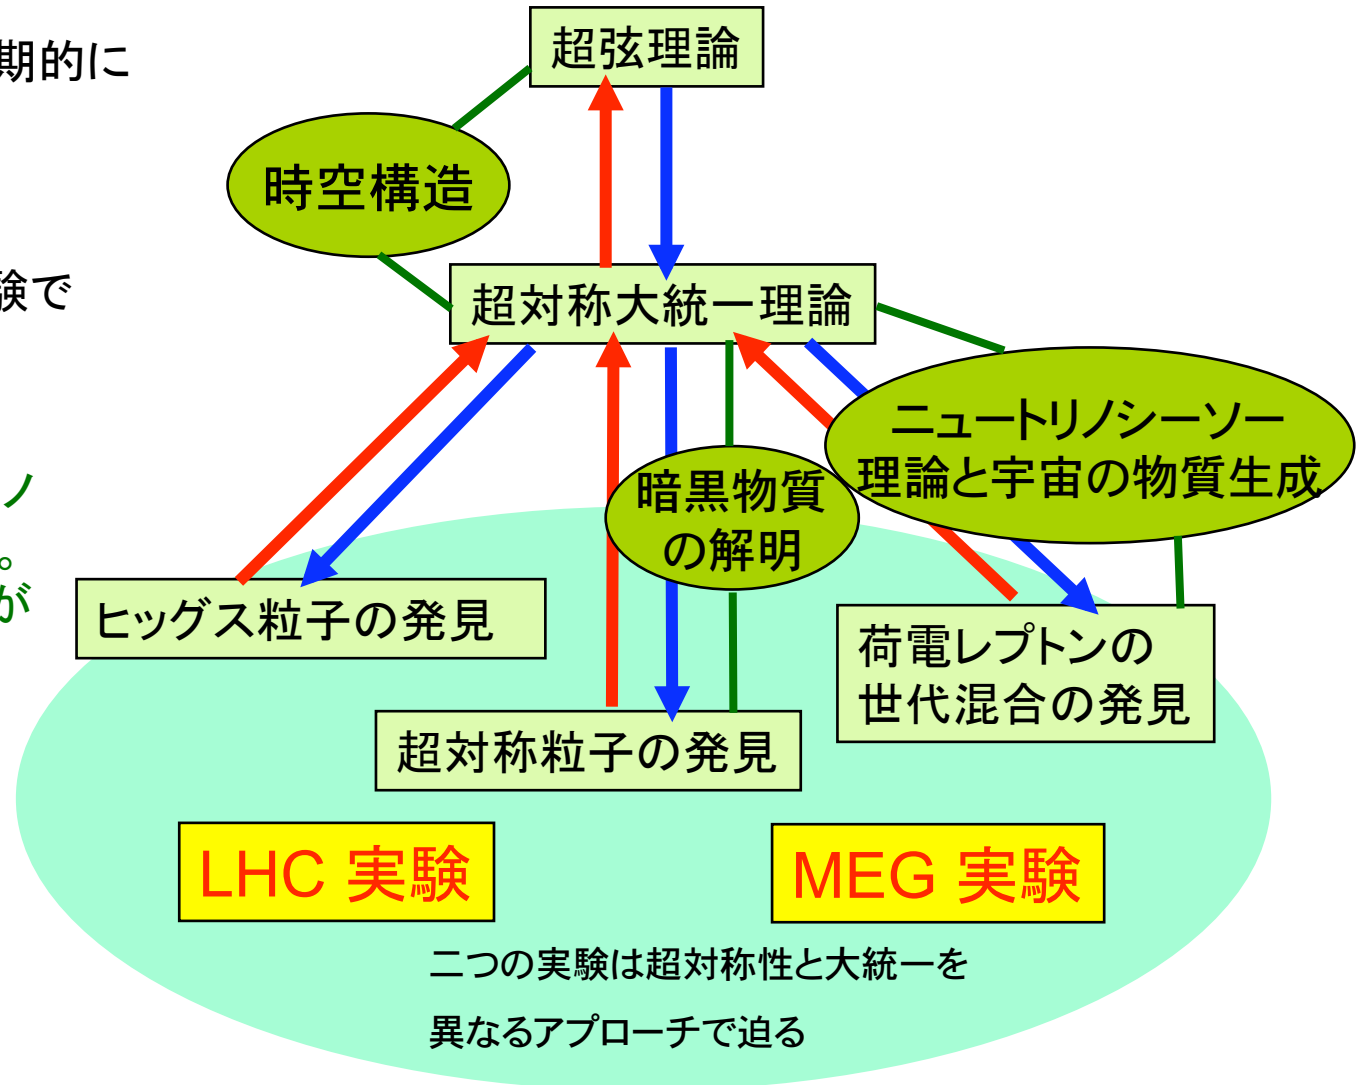 期的に
験で
ノ
。
が
超弦理論
時空構造
超対称大統一理論
ニュートリノシーソー
理論と宇宙の物質生成
暗黒物質
の解明
ヒッグス粒子の発見
荷電レプトンの
世代混合の発見
超対称粒子の発見
LHC 実験
MEG 実験
二つの実験は超対称性と大統一を
異なるアプローチで迫る